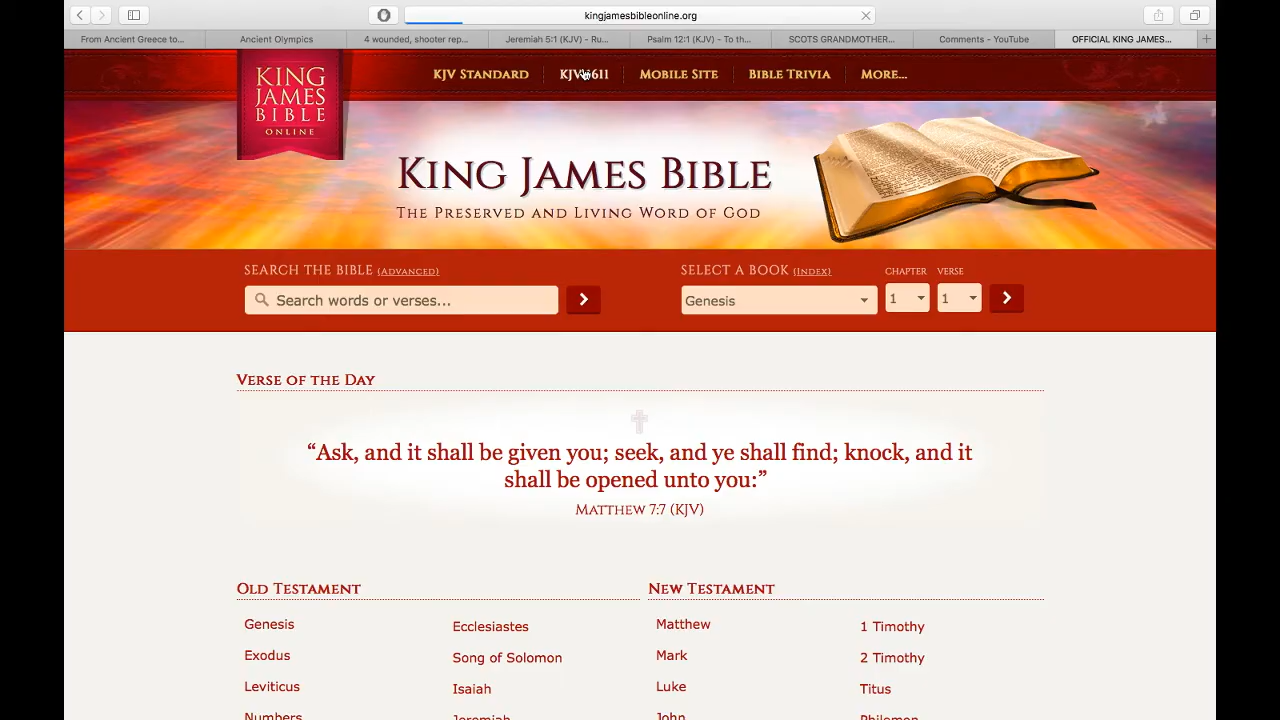 kingjamesbibleonline.org
From Ancient Greece to...
Ancient Olympics
4 wounded, shooter rep...
Jeremiah 5:1 (KJV) - Ru...
Psalm 12:1 (KJV) - To th...
SCOTS GRANDMOTHER...
Comments - YouTube
OFFICIAL KING JAMES...
KING
JAMES
BIBLE
ONLINE
KJV STANDARD
KJV 1611
MOBILE SITE
BIBLE TRIVIA
MORE...
KING JAMES BIBLE
THE PRESERVED AND LIVING WORD OF GOD
SEARCH THE BIBLE (ADVANCED)
Search words or verses...
SELECT A BOOK (INDEX)
CHAPTER
VERSE
Genesis
1
1
VERSE OF THE DAY
“Ask, and it shall be given you; seek, and ye shall find; knock, and it
shall be opened unto you:”
MATTHEW 7:7 (KJV)
OLD TESTAMENT
Genesis
Exodus
Leviticus
Numbers
Ecclesiastes
Song of Solomon
Isaiah
Jeremiah
NEW TESTAMENT
Matthew
Mark
Luke
John
1 Timothy
2 Timothy
Titus
Philemon